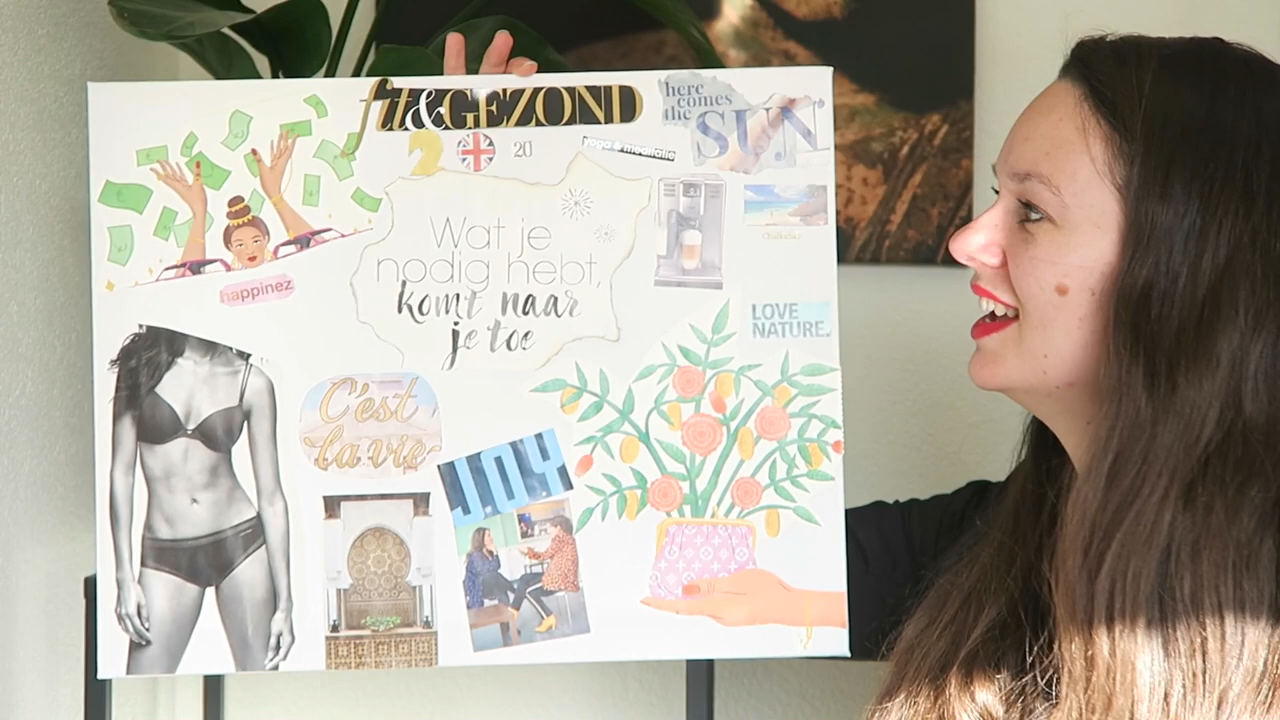 fit&GEZOND
here
comes
the
SUN
2
20
yoga & meditatie
Wat je
nodig hebt,
komt naar
je toe
happinez
LOVE
NATURE.
C'est
la vie
JOY